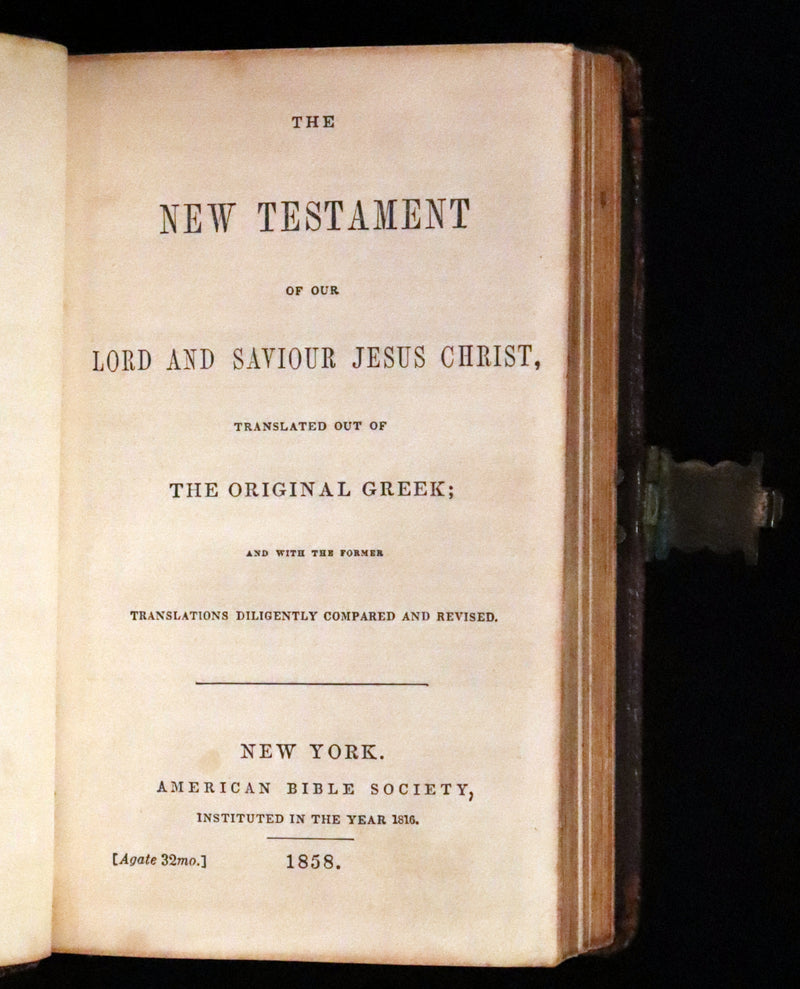 THE
NEW TESTAMENT
OF OUR
LORD AND SAVIOUR JESUS CHRIST,
TRANSLATED OUT OF
THE ORIGINAL GREEK;
AND WITH THE FORMER
TRANSLATIONS DILIGENTLY COMPARED AND REVISED.
NEW YORK.
AMERICAN BIBLE SOCIETY,
INSTITUTED IN THE YEAR 1816.
[Agate 32mo.] 1858.